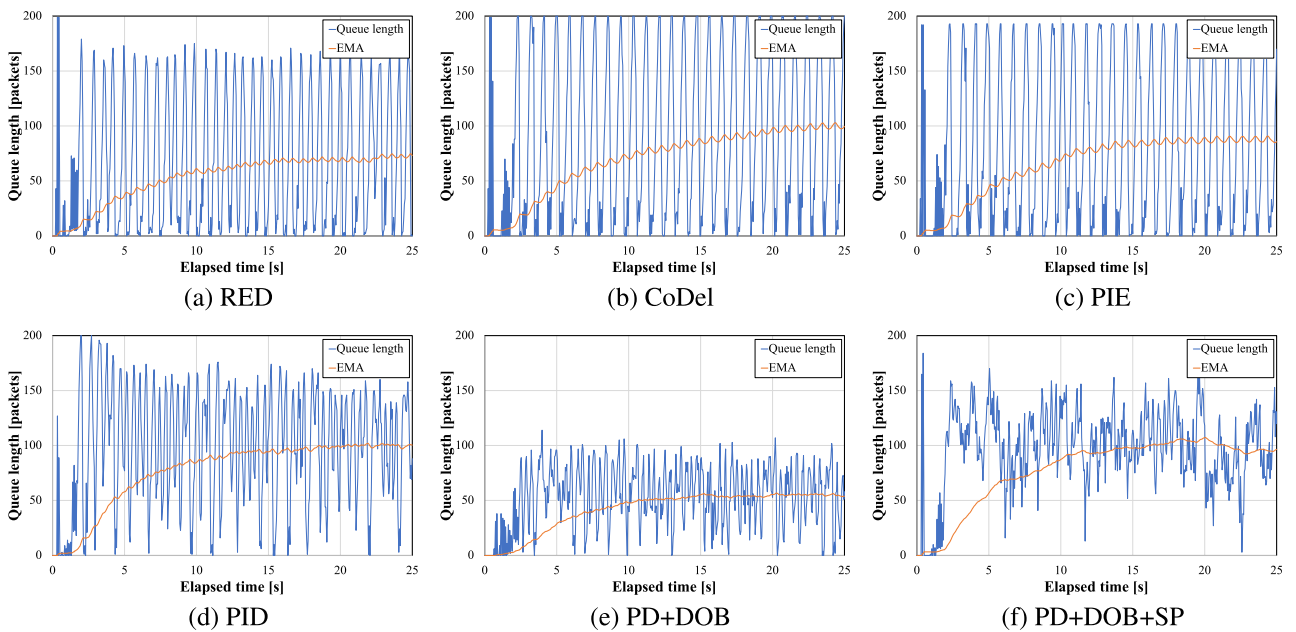 Queue length [packets]
200
150
100
50
0
Queue length
EMA
0 5 10 15 20 25
Elapsed time [s]
(a) RED
Queue length [packets]
200
150
100
50
0
Queue length
EMA
0 5 10 15 20 25
Elapsed time [s]
(b) CoDel
Queue length [packets]
200
150
100
50
0
Queue length
EMA
0 5 10 15 20 25
Elapsed time [s]
(c) PIE
Queue length [packets]
200
150
100
50
0
Queue length
EMA
0 5 10 15 20 25
Elapsed time [s]
(d) PID
Queue length [packets]
200
150
100
50
0
Queue length
EMA
0 5 10 15 20 25
Elapsed time [s]
(e) PD+DOB
Queue length [packets]
200
150
100
50
0
Queue length
EMA
0 5 10 15 20 25
Elapsed time [s]
(f) PD+DOB+SP